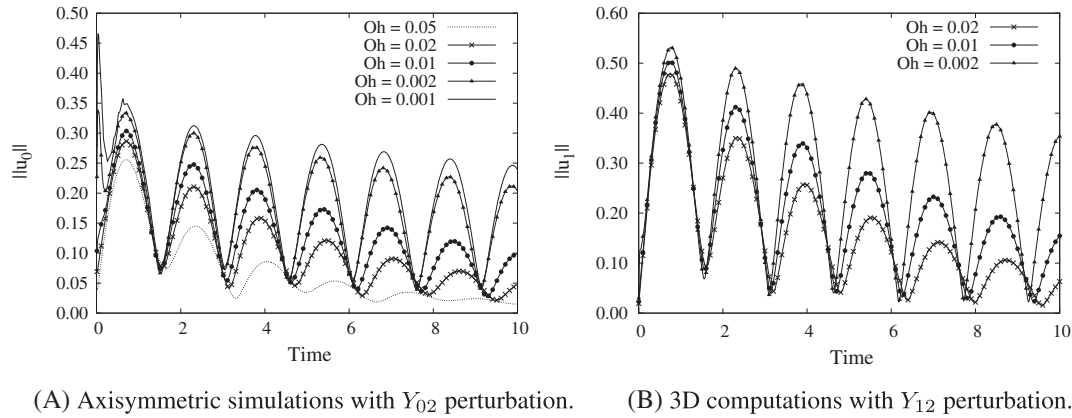 0.50
0.45
0.40
0.35
0.30
0.25
0.20
0.15
0.10
0.05
0.00
||u0||
0 2 4 6 8 10
Time
Oh = 0.05
Oh = 0.02
Oh = 0.01
Oh = 0.002
Oh = 0.001
0.60
0.50
0.40
0.30
0.20
0.10
0.00
||u1||
0 2 4 6 8 10
Time
Oh = 0.02
Oh = 0.01
Oh = 0.002
(A) Axisymmetric simulations with Y02 perturbation.
(B) 3D computations with Y12 perturbation.